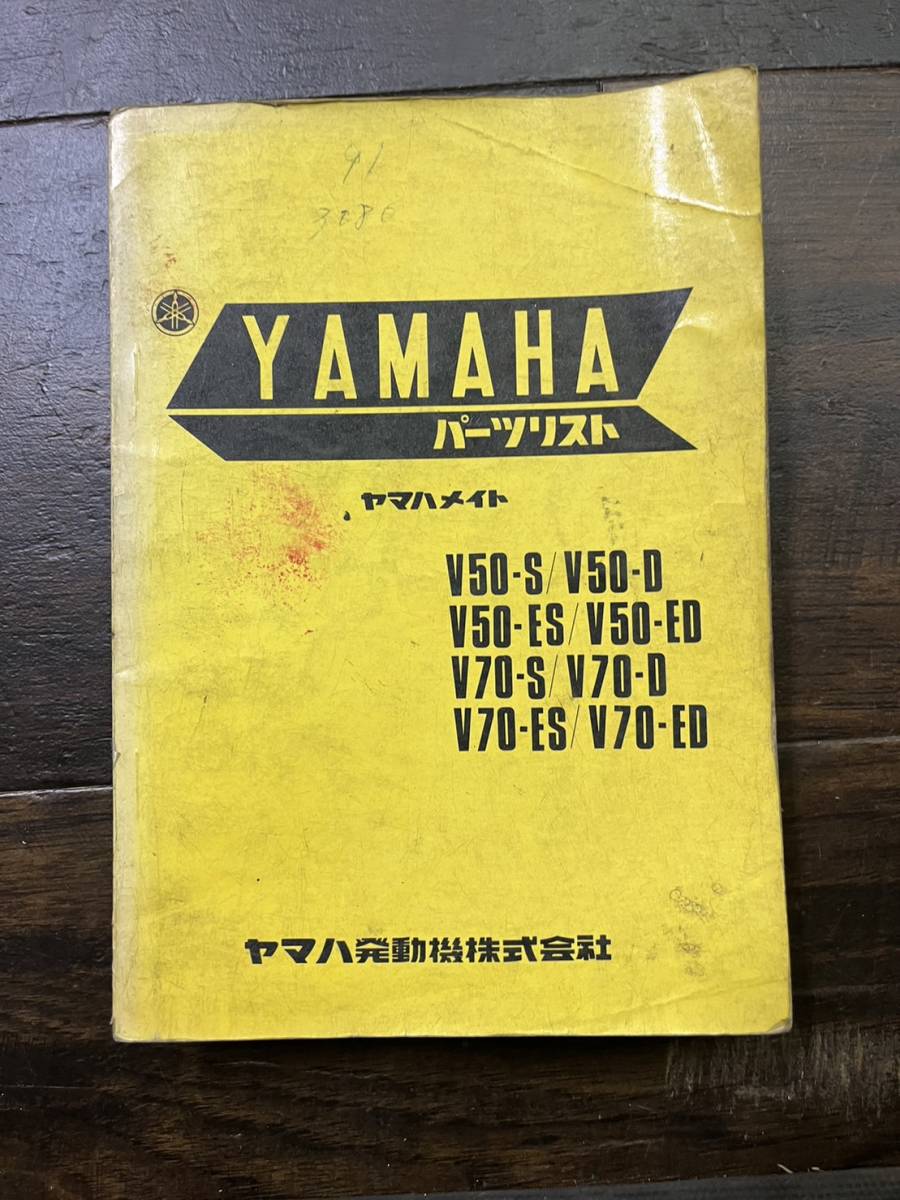 91
YAMAHA
パーツリスト
ヤマハメイト
V50-S/V50-D
V50-ES/V50-ED
V70-S/V70-D
V70-ES/V70-ED
ヤマハ発動機株式会社